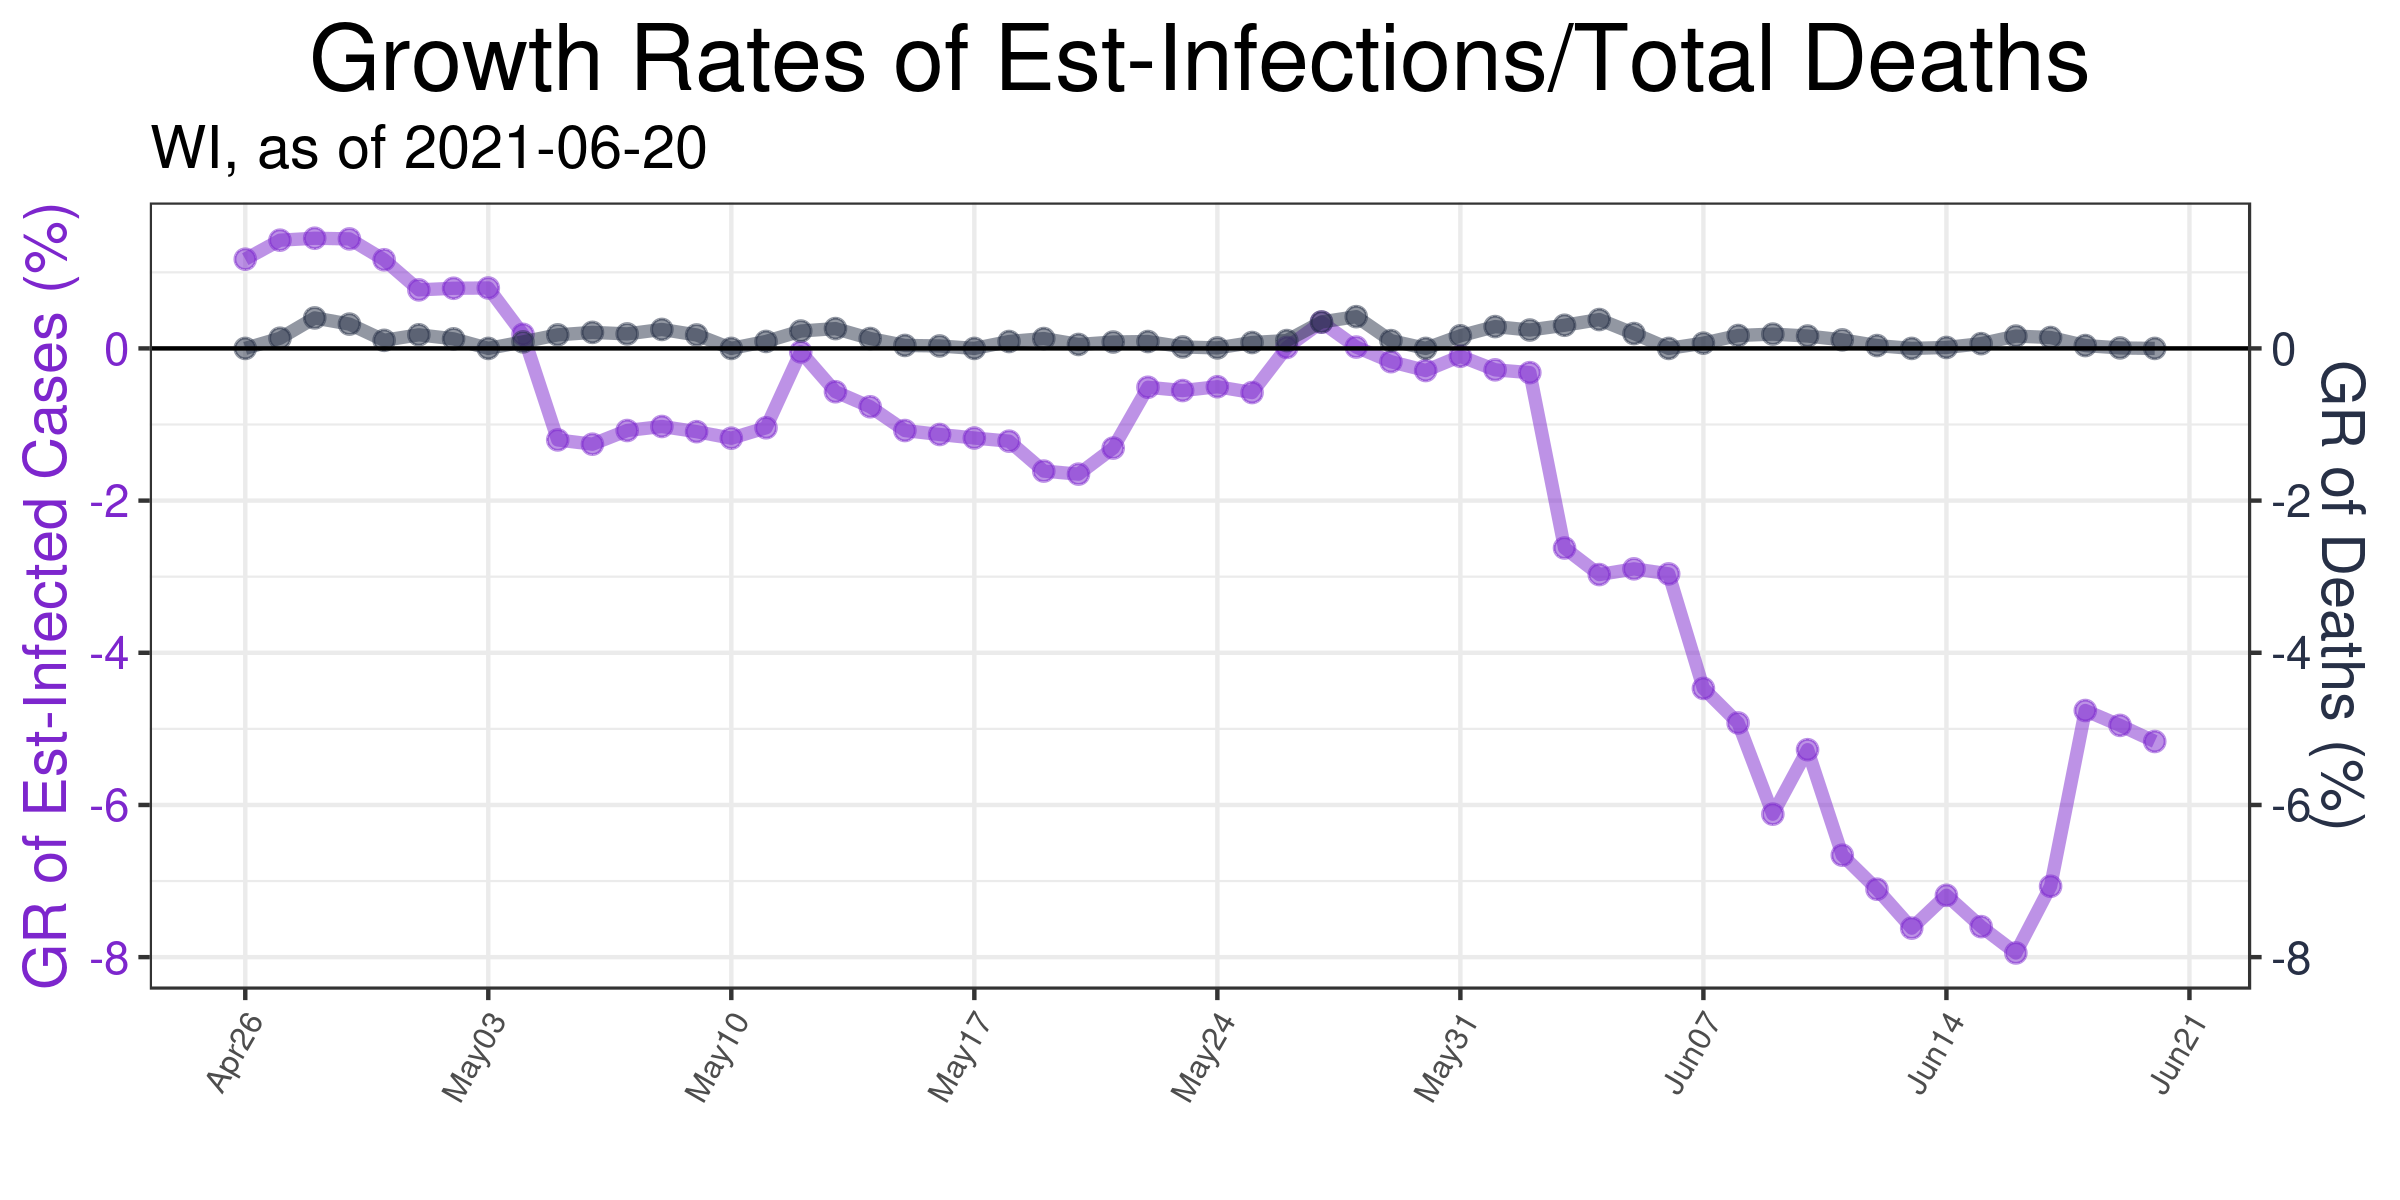 Growth Rates of Est-Infections/Total Deaths
WI, as of 2021-06-20
GR of Est-Infected Cases (%)
0
-2
-4
-6
-8
0
-2
-4
-6
-8
GR of Deaths (%)
Apr26
May03
May10
May17
May24
May31
Jun07
Jun14
Jun21